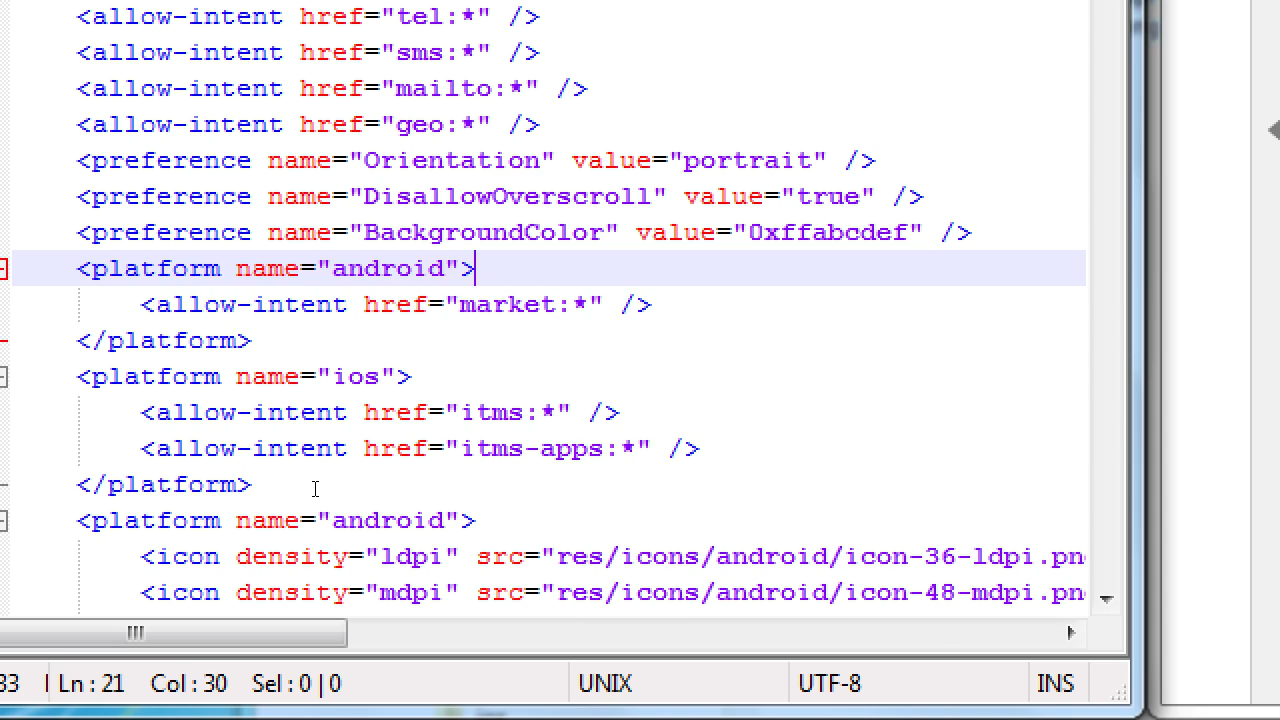 <allow-intent href="tel:*" />
<allow-intent href="sms:*" />
<allow-intent href="mailto:*" />
<allow-intent href="geo:*" />
<preference name="Orientation" value="portrait" />
<preference name="DisallowOverscroll" value="true" />
<preference name="BackgroundColor" value="0xffabcdef" />
<platform name="android">
<allow-intent href="market:*" />
</platform>
<platform name="ios">
<allow-intent href="itms:*" />
<allow-intent href="itms-apps:*" />
</platform>
<platform name="android">
<icon density="ldpi" src="res/icons/android/icon-36-ldpi.pn
<icon density="mdpi" src="res/icons/android/icon-48-mdpi.pn
33 Ln : 21 Col : 30 Sel : 0 | 0 UNIX UTF-8 INS